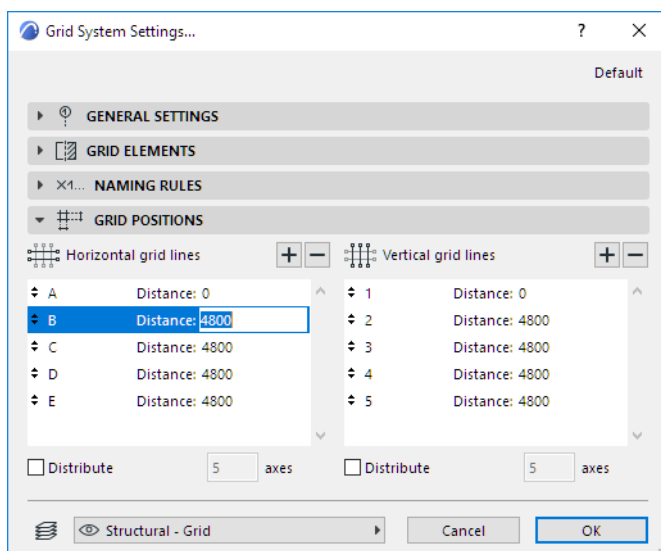 Grid System Settings... ?
Default
GENERAL SETTINGS
GRID ELEMENTS
X1... NAMING RULES
GRID POSITIONS
Horizontal grid lines
A Distance: 0
B Distance: 4800
C Distance: 4800
D Distance: 4800
E Distance: 4800
Distribute 5 axes
Vertical grid lines
1 Distance: 0
2 Distance: 4800
3 Distance: 4800
4 Distance: 4800
5 Distance: 4800
Distribute 5 axes
Structural - Grid
Cancel
OK